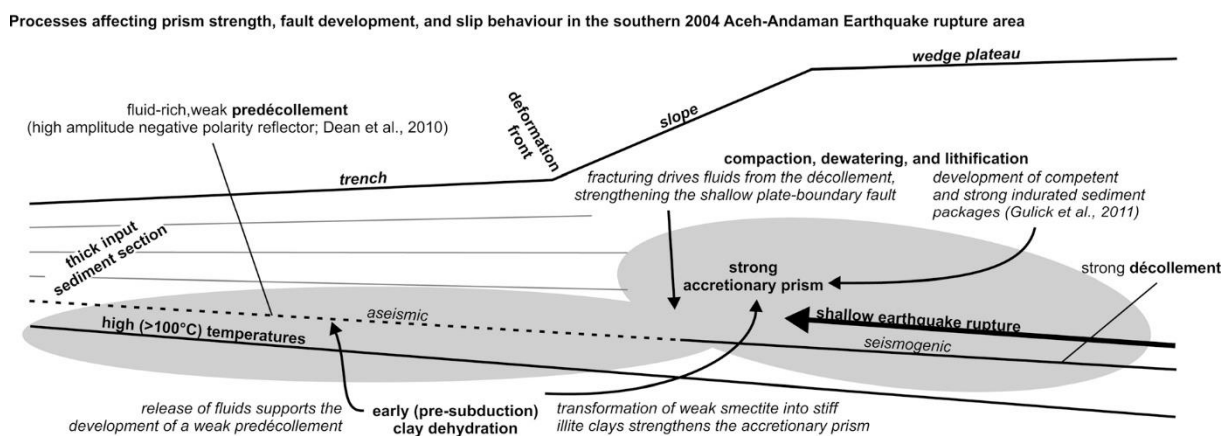 Processes affecting prism strength, fault development, and slip behaviour in the southern 2004 Aceh-Andaman Earthquake rupture area
wedge plateau
fluid-rich,weak predécollement
(high amplitude negative polarity reflector; Dean et al., 2010)
deformation
front
slope
trench
compaction, dewatering, and lithification
fracturing drives fluids from the décollement,
strengthening the shallow plate-boundary fault
development of competent
and strong indurated sediment
packages (Gulick et al., 2011)
thick input
sediment section
strong
accretionary prism
strong décollement
high (>100°C) temperatures
aseismic
shallow earthquake rupture
seismogenic
release of fluids supports the
development of a weak predécollement
early (pre-subduction)
clay dehydration
transformation of weak smectite into stiff
illite clays strengthens the accretionary prism